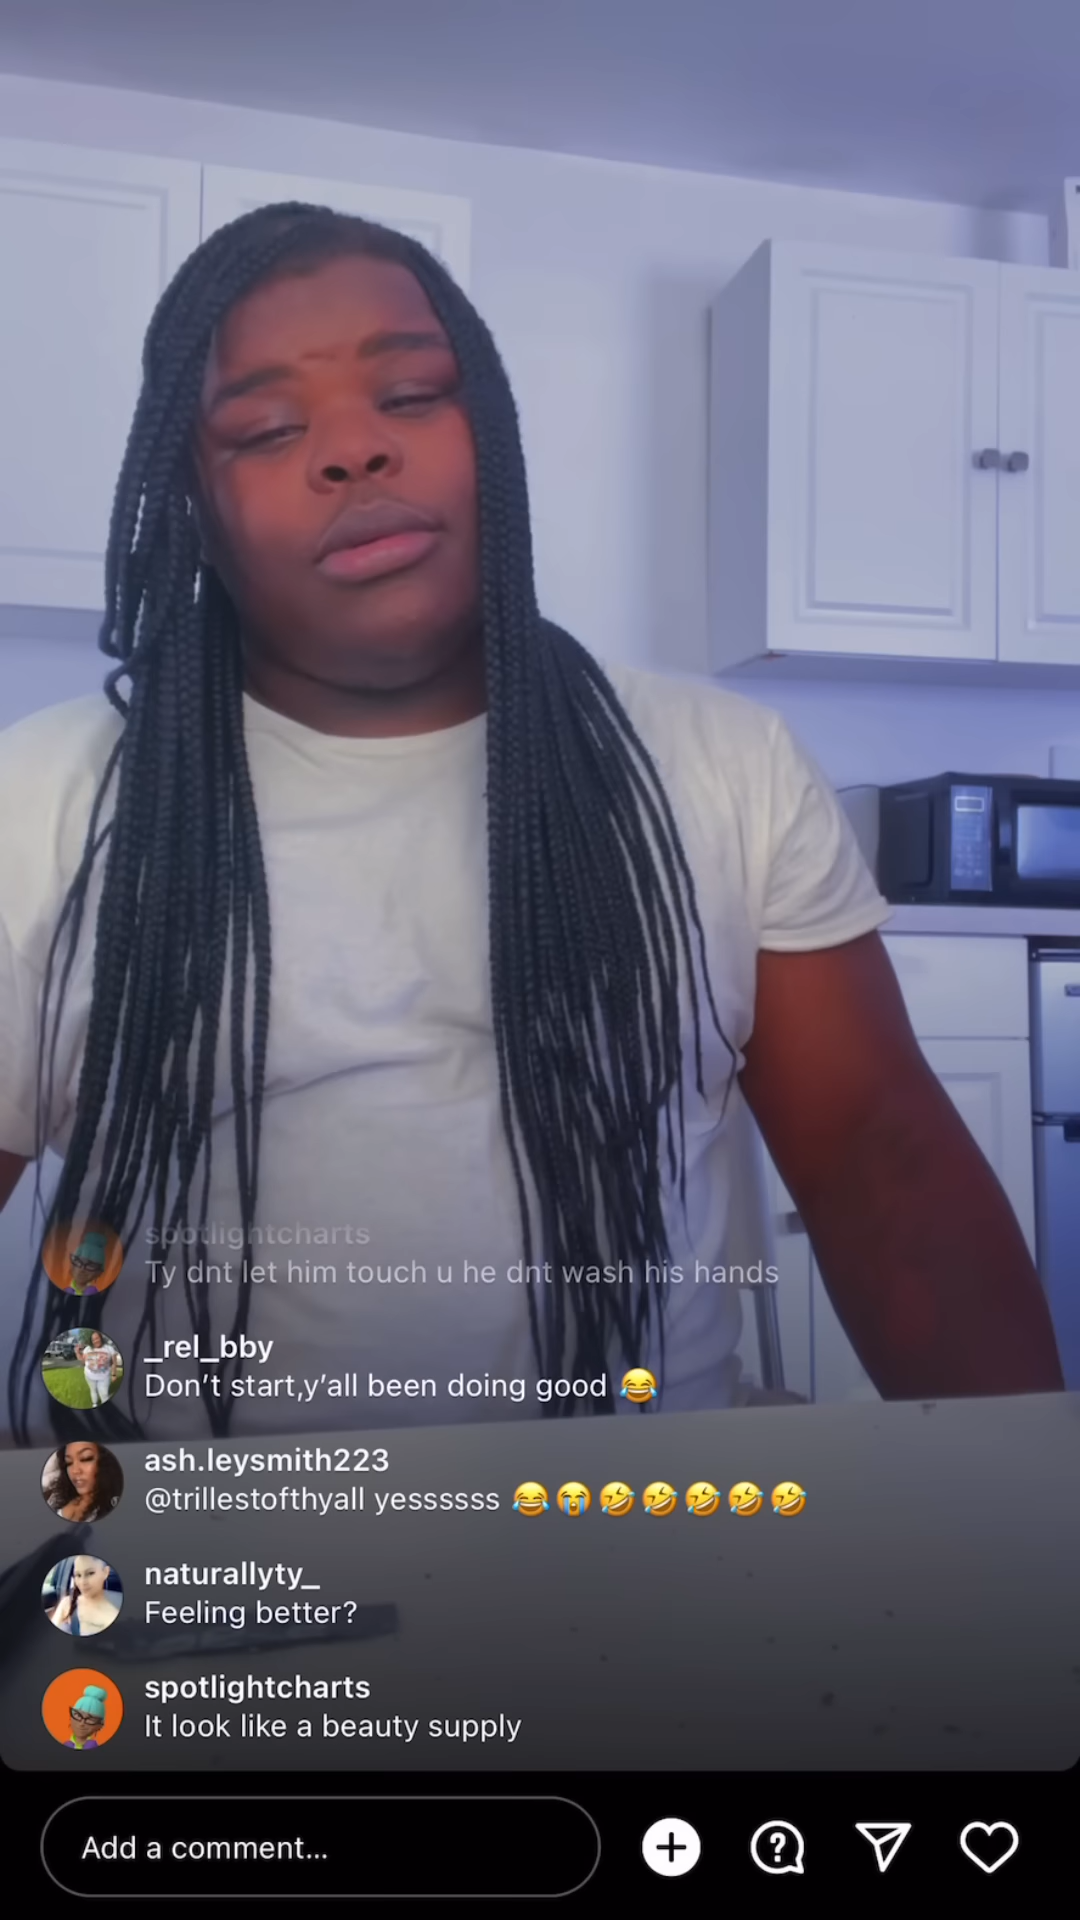 spotlightcharts
Ty dnt let him touch u he dnt wash his hands
_rel_bby
Don’t start,y’all been doing good 😂
ash.leysmith223
@trillestofthyall yessssss 😂😭🤣🤣🤣🤣🤣
naturallyty_
Feeling better?
spotlightcharts
It look like a beauty supply
Add a comment...